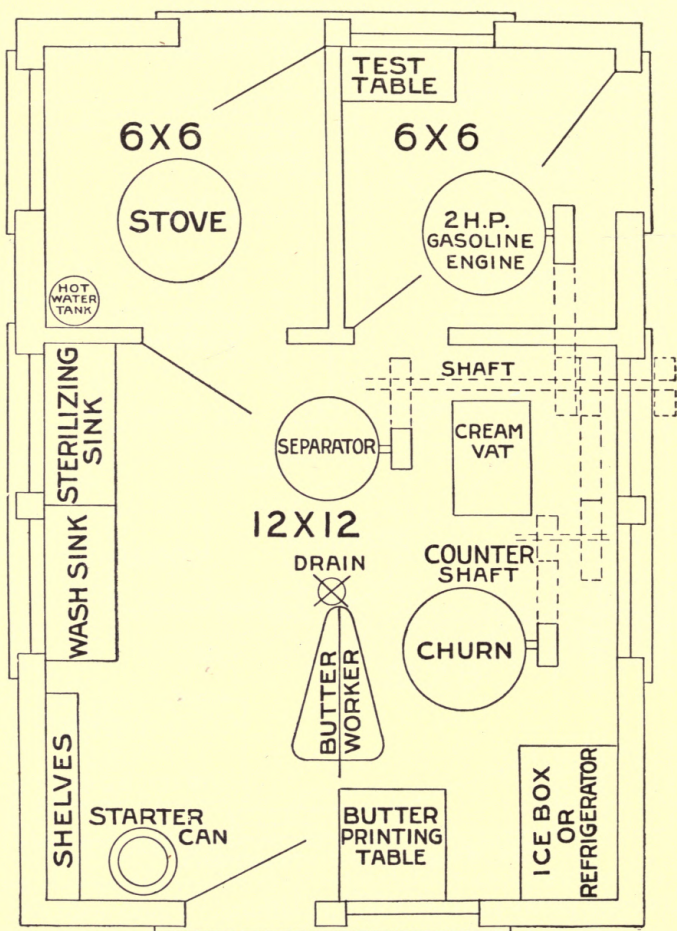 TEST
TABLE
6X6
6X6
STOVE
2 H.P.
GASOLINE
ENGINE
HOT
WATER
TANK
SHAFT
STERILIZING
SINK
SEPARATOR
CREAM
VAT
12X12
WASH SINK
DRAIN
COUNTER
SHAFT
CHURN
BUTTER
WORKER
SHELVES
STARTER
CAN
BUTTER
PRINTING
TABLE
ICE BOX
OR
REFRIGERATOR